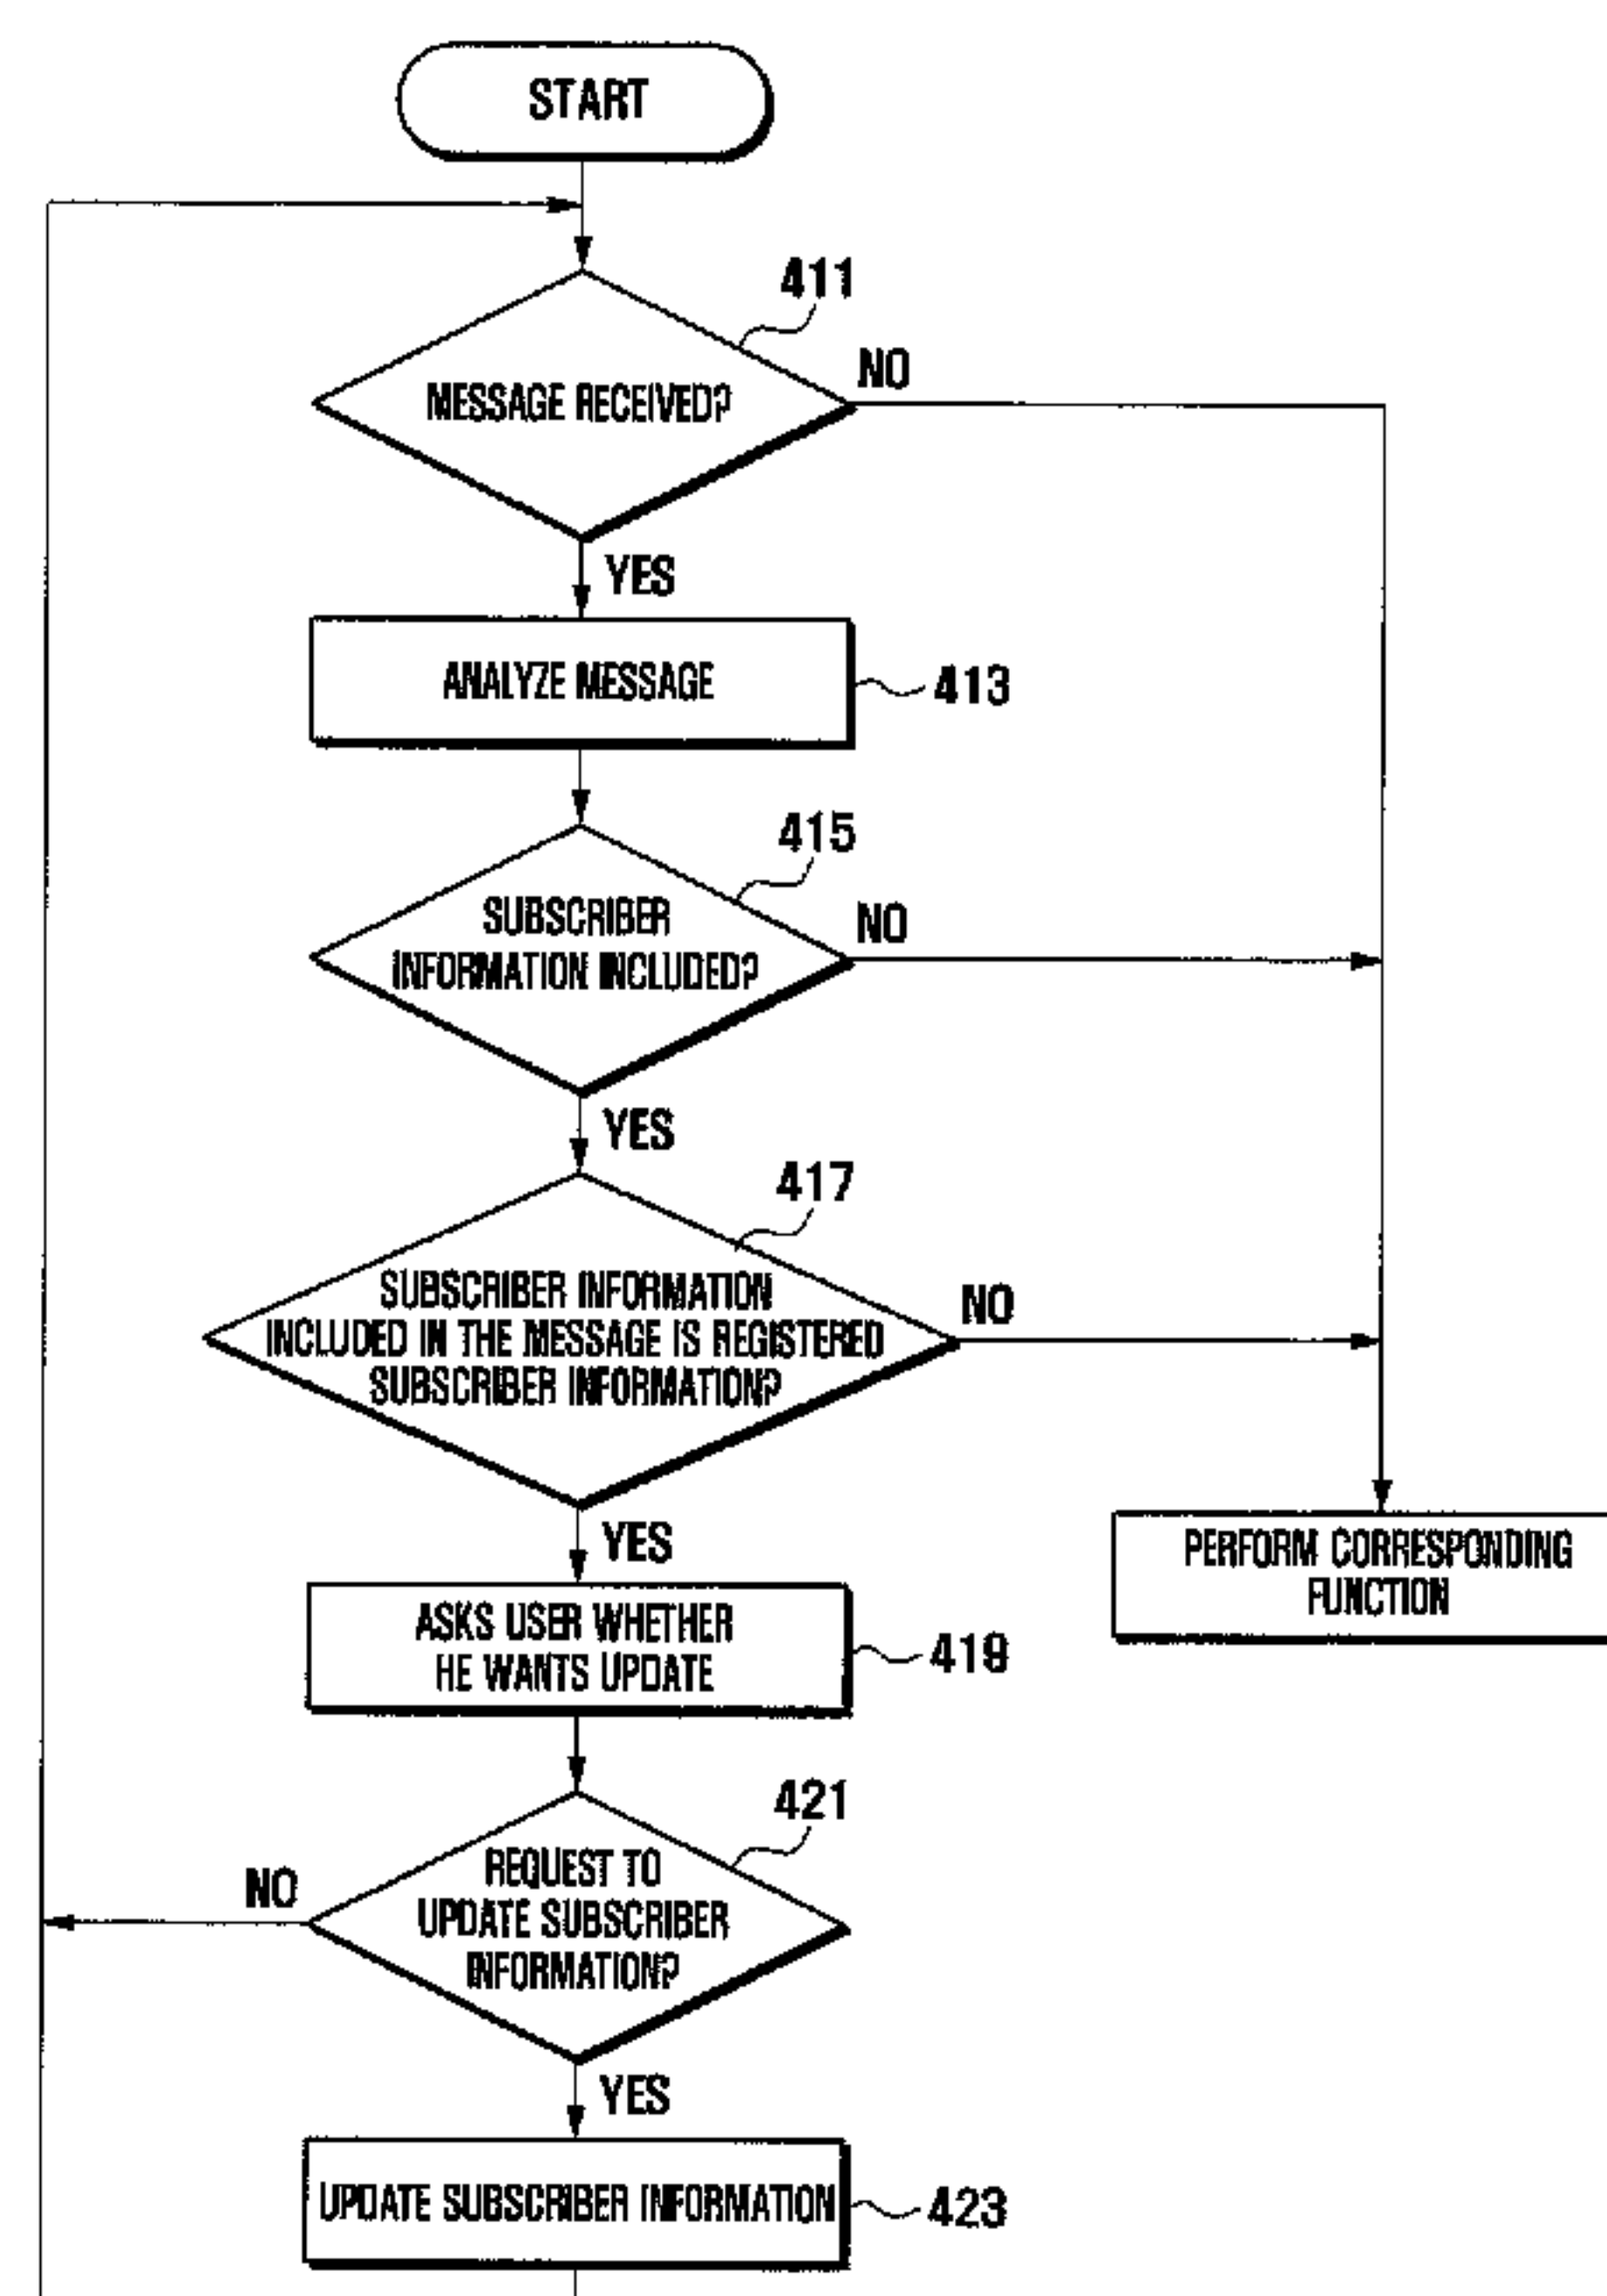 START
411
MESSAGE RECEIVED?
NO
YES
ANALYZE MESSAGE
413
415
SUBSCRIBER
INFORMATION INCLUDED?
NO
YES
417
SUBSCRIBER INFORMATION
INCLUDED IN THE MESSAGE IS REGISTERED
SUBSCRIBER INFORMATION?
NO
YES
PERFORM CORRESPONDING
FUNCTION
ASKS USER WHETHER
HE WANTS UPDATE
419
421
REQUEST TO
UPDATE SUBSCRIBER
INFORMATION?
NO
YES
UPDATE SUBSCRIBER INFORMATION
423